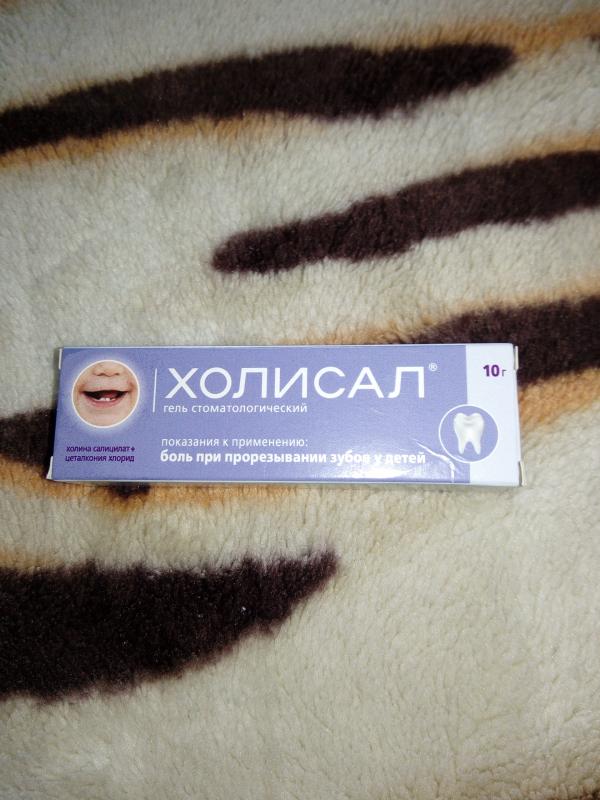 ХОЛИСАЛ®
гель стоматологический
10 г
показания к применению:
боль при прорезывании зубов у детей
холина салицилат+
цеталкония хлорид